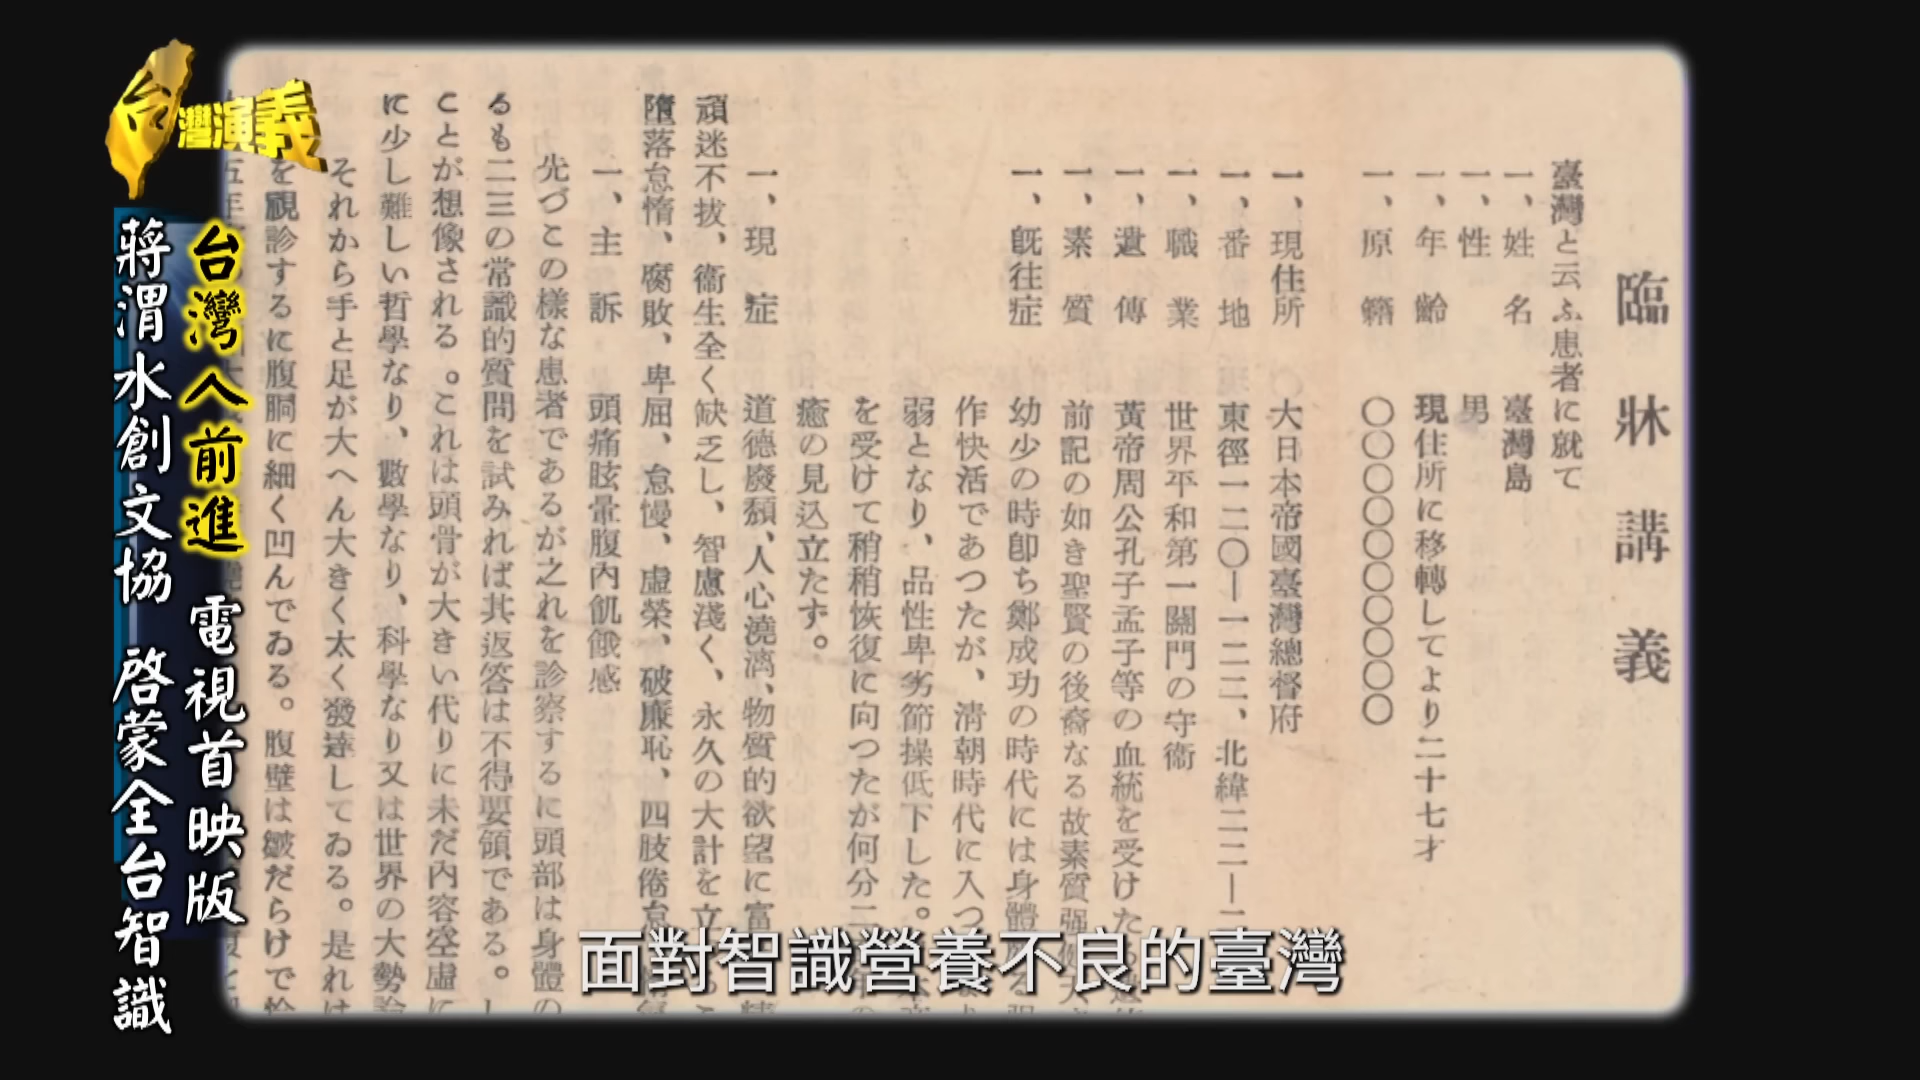 台灣演義
台灣人前進 電視首映版
蔣渭水創文協 啓蒙全台智識
臨牀講義
臺灣と云ふ患者に就て
一、姓名 臺灣島
一、性 男
一、年齡 現住所に移轉してより二十七才
一、原籍 〇〇〇〇〇〇〇〇〇〇
一、現住所 大日本帝國臺灣總督府
一、番地 東徑一二〇—一二二、北緯二二—
一、職業 世界平和第一關門の守衞
一、遺傳 黃帝周公孔子孟子等の血統を受けた
一、素質 前記の如き聖賢の後裔なる故素質强健
一、既往症 幼少の時卽ち鄭成功の時代には身體
作快活であつたが、淸朝時代に入つ
弱となり、品性卑劣節操低下した。
を受けて稍稍恢復に向つたが何分二
癒の見込立たす。
一、現症 道德廢頽、人心澆漓、物質的欲望に富
頑迷不拔、衞生全く缺乏し、智慮淺く、永久の大計を立
墮落怠惰、腐敗、卑屈、怠慢、虛榮、破廉恥、四肢倦怠
一、主訴 頭痛眩暈腹內飢餓感
先づこの樣な患者であるが之れを診察するに頭部は身體の
るも二三の常識的質問を試みれば其返答は不得要領である。
ことが想像される。これは頭骨が大きい代りに未だ內容空虛に
に少し難しい哲學なり、數學なり、科學なり又は世界の大勢論
それから手と足が大へん大きく太く發達してゐる。是れは
を視診するに腹胴に細く凹んでゐる。腹壁は皺だらけで恰
面對智識營養不良的臺灣